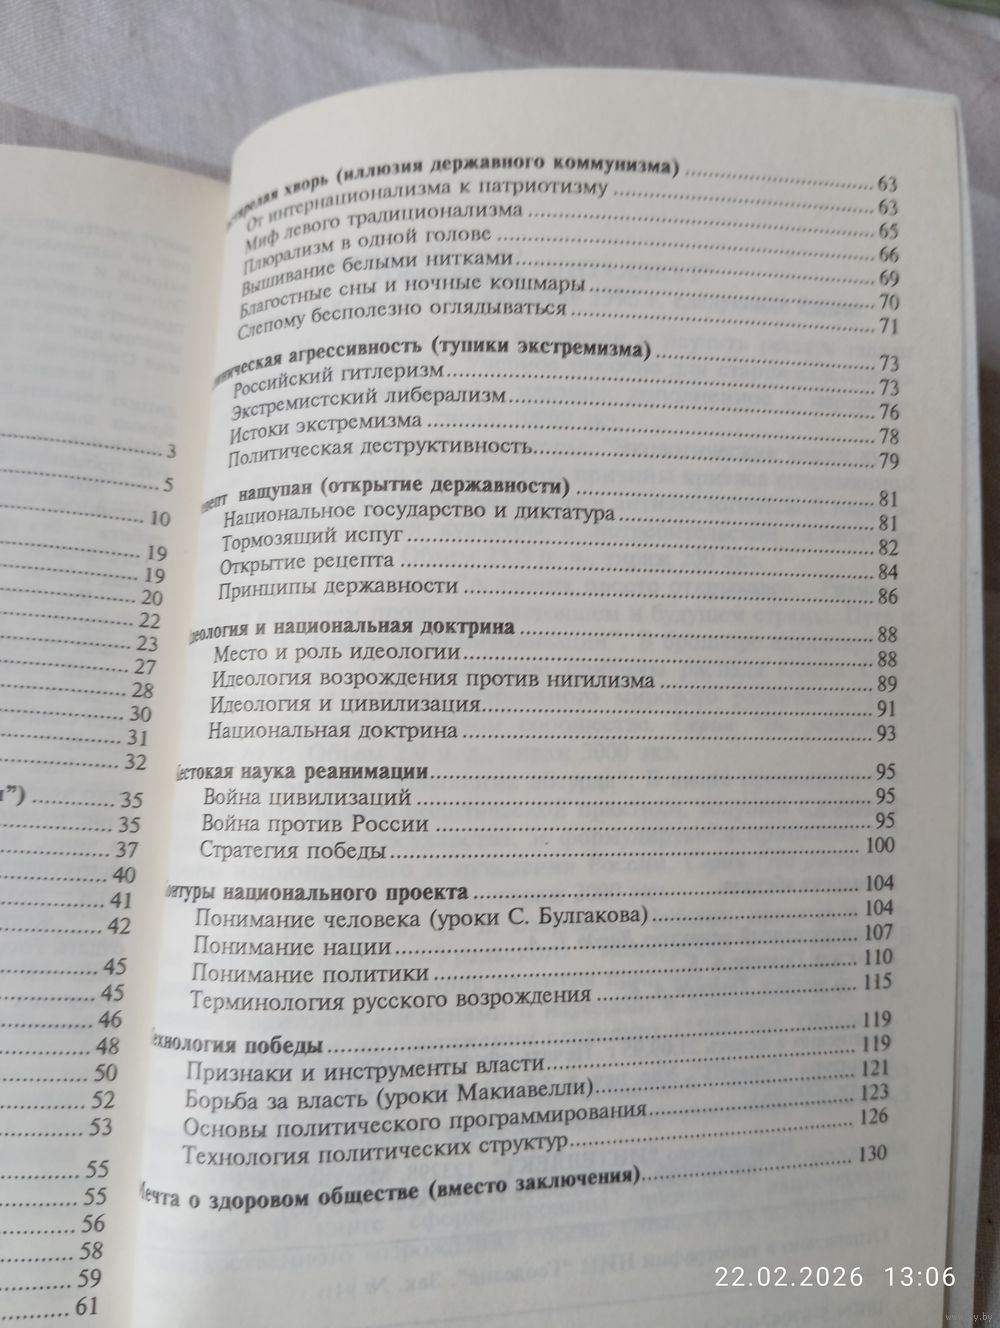 3
5
10
19
19
20
22
23
27
28
30
31
32
") 35
35
37
40
41
42
45
45
46
48
50
52
53
55
55
56
58
59
61
хворь (иллюзия державного коммунизма) 63
От интернационализма к патриотизму 63
Миф левого традиционализма 65
Плюрализм в одной голове 66
Вышивание белыми нитками 69
Благостные сны и ночные кошмары 70
Слепому бесполезно оглядываться 71
агрессивность (тупики экстремизма) 73
Российский гитлеризм 73
Экстремистский либерализм 76
Истоки экстремизма 78
Политическая деструктивность 79
нащупан (открытие державности) 81
Национальное государство и диктатура 81
Тормозящий испуг 82
Открытие рецепта 84
Принципы державности 86
деология и национальная доктрина 88
Место и роль идеологии 88
Идеология возрождения против нигилизма 89
Идеология и цивилизация 91
Национальная доктрина 93
естокая наука реанимации 95
Война цивилизаций 95
Война против России 95
Стратегия победы 100
онтуры национального проекта 104
Понимание человека (уроки С. Булгакова) 104
Понимание нации 107
Понимание политики 110
Терминология русского возрождения 115
ехнология победы 119
Признаки и инструменты власти 119
Борьба за власть (уроки Макиавелли) 121
Основы политического программирования 123
Технология политических структур 126
Мечта о здоровом обществе (вместо заключения) 130
22.02.2026 13:06